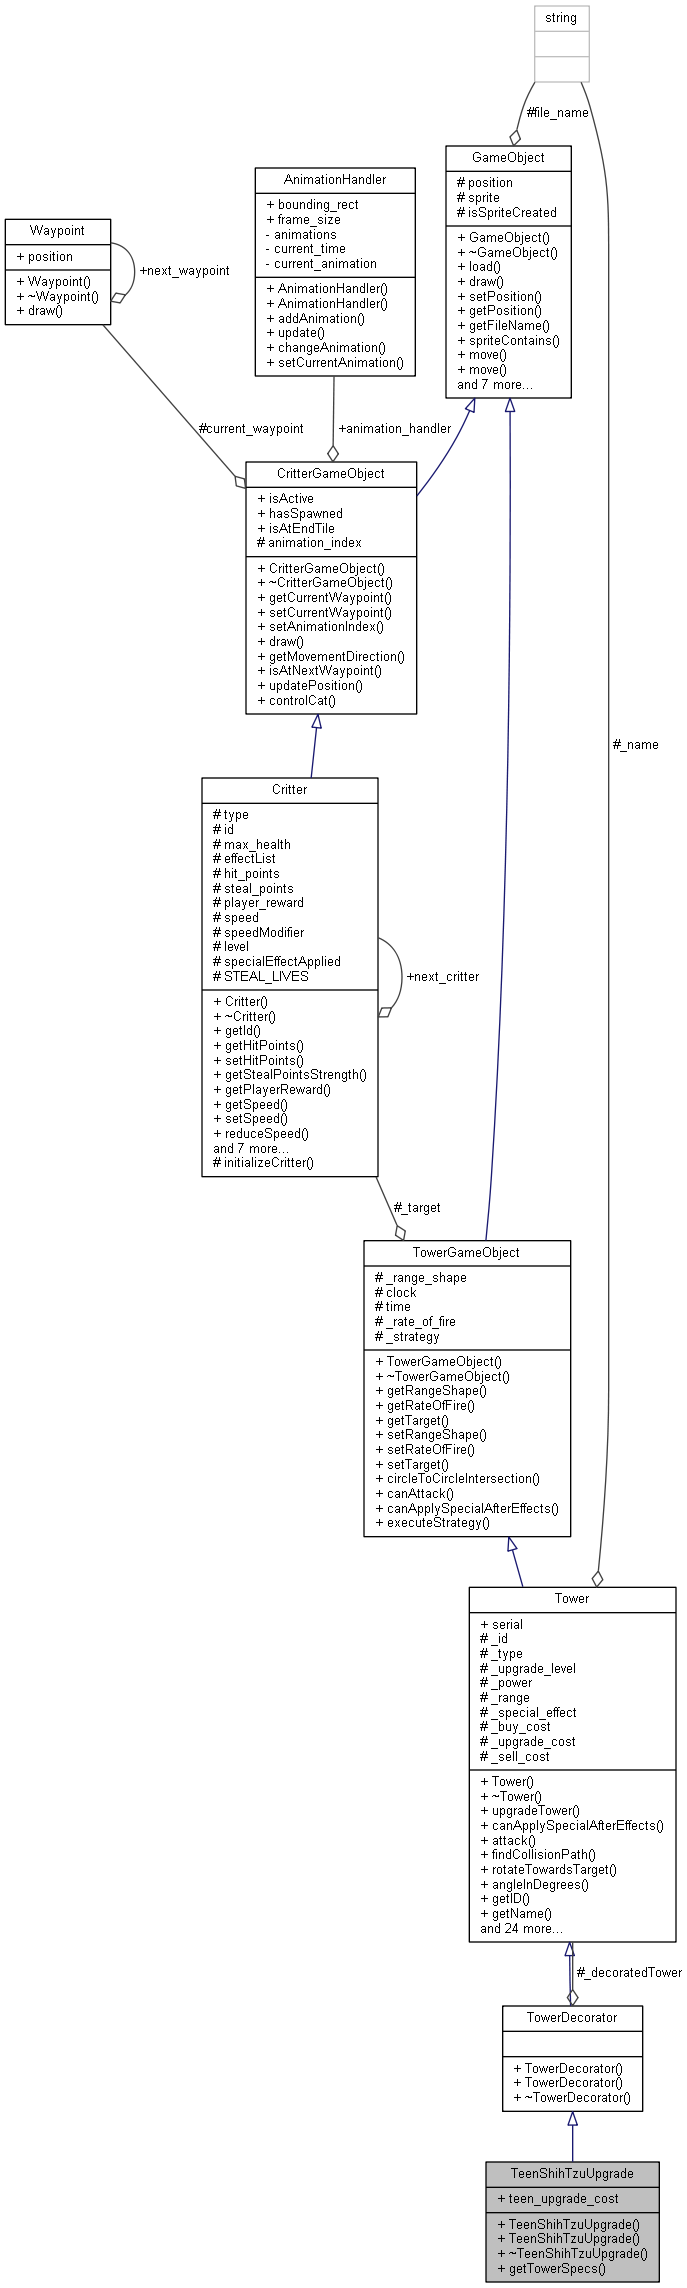 string
#file_name
GameObject
# position
# sprite
# isSpriteCreated
+ GameObject()
+ ~GameObject()
+ load()
+ draw()
+ setPosition()
+ getPosition()
+ getFileName()
+ spriteContains()
+ move()
+ move()
and 7 more...
AnimationHandler
+ bounding_rect
+ frame_size
- animations
- current_time
- current_animation
+ AnimationHandler()
+ AnimationHandler()
+ addAnimation()
+ update()
+ changeAnimation()
+ setCurrentAnimation()
Waypoint
+ position
+ Waypoint()
+ ~Waypoint()
+ draw()
+next_waypoint
#current_waypoint
+animation_handler
CritterGameObject
+ isActive
+ hasSpawned
+ isAtEndTile
# animation_index
+ CritterGameObject()
+ ~CritterGameObject()
+ getCurrentWaypoint()
+ setCurrentWaypoint()
+ setAnimationIndex()
+ draw()
+ getMovementDirection()
+ isAtNextWaypoint()
+ updatePosition()
+ controlCat()
#_name
Critter
# type
# id
# max_health
# effectList
# hit_points
# steal_points
# player_reward
# speed
# speedModifier
# level
# specialEffectApplied
# STEAL_LIVES
+ Critter()
+ ~Critter()
+ getId()
+ getHitPoints()
+ setHitPoints()
+ getStealPointsStrength()
+ getPlayerReward()
+ getSpeed()
+ setSpeed()
+ reduceSpeed()
and 7 more...
# initializeCritter()
+next_critter
#_target
TowerGameObject
# _range_shape
# clock
# time
# _rate_of_fire
# _strategy
+ TowerGameObject()
+ ~TowerGameObject()
+ getRangeShape()
+ getRateOfFire()
+ getTarget()
+ setRangeShape()
+ setRateOfFire()
+ setTarget()
+ circleToCircleIntersection()
+ canAttack()
+ canApplySpecialAfterEffects()
+ executeStrategy()
Tower
+ serial
# _id
# _type
# _upgrade_level
# _power
# _range
# _special_effect
# _buy_cost
# _upgrade_cost
# _sell_cost
+ Tower()
+ ~Tower()
+ upgradeTower()
+ canApplySpecialAfterEffects()
+ attack()
+ findCollisionPath()
+ rotateTowardsTarget()
+ angleInDegrees()
+ getID()
+ getName()
and 24 more...
#_decoratedTower
TowerDecorator
+ TowerDecorator()
+ TowerDecorator()
+ ~TowerDecorator()
TeenShihTzuUpgrade
+ teen_upgrade_cost
+ TeenShihTzuUpgrade()
+ TeenShihTzuUpgrade()
+ ~TeenShihTzuUpgrade()
+ getTowerSpecs()